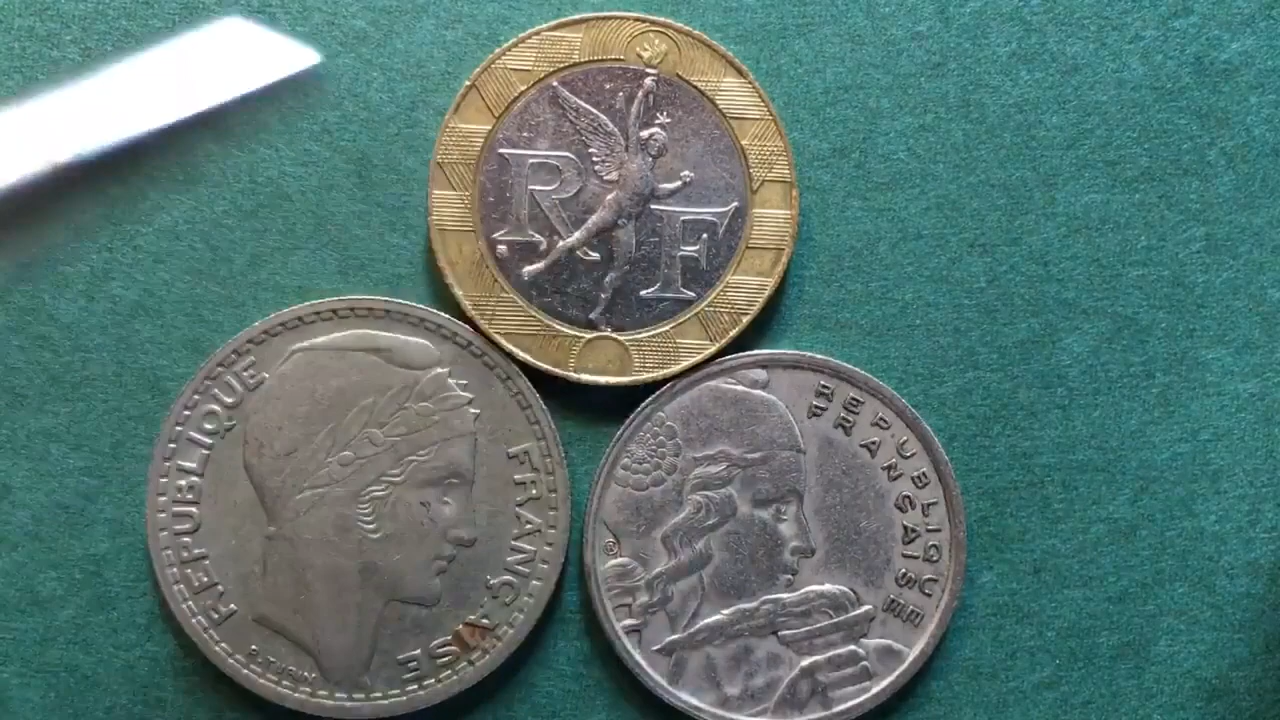 R F
REPUBLIQUE FRANÇAISE
P. TURIN
REPUBLIQUE
FRANÇAISE